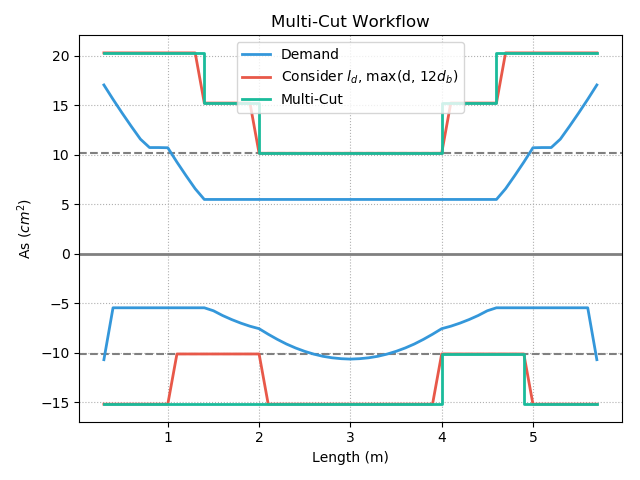 Multi-Cut Workflow
Demand
Consider $l_d$, max(d, 12$d_b$)
Multi-Cut
As ($cm^2$)
20
15
10
5
0
−5
−10
−15
1 2 3 4 5
Length (m)